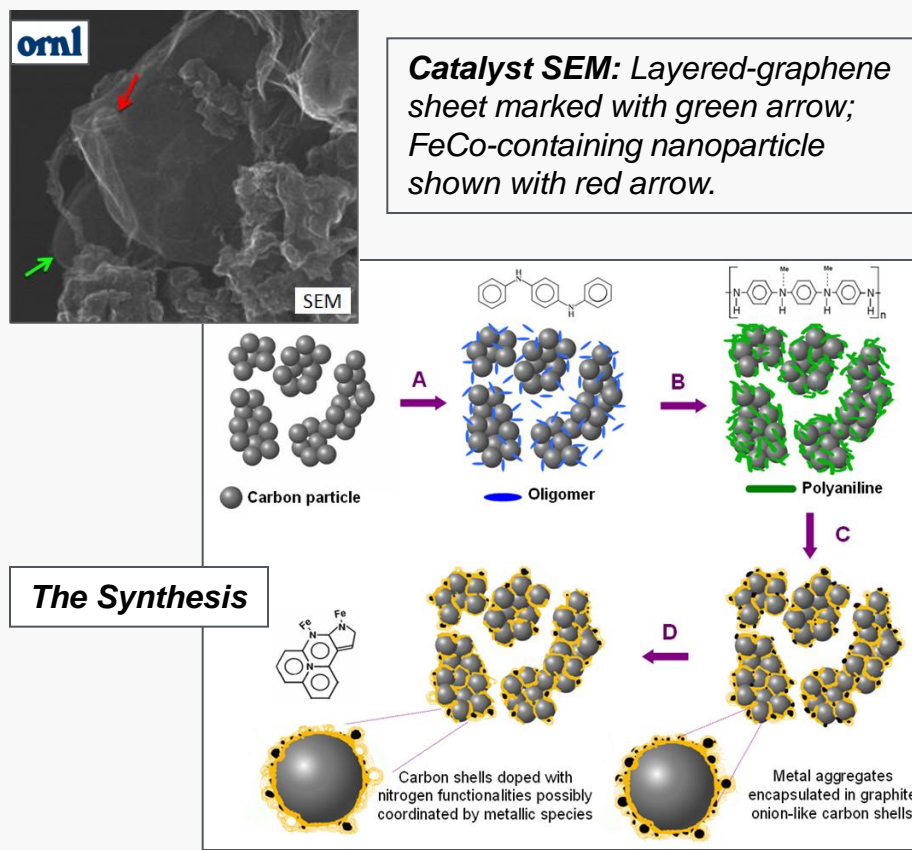 ornl
SEM
Catalyst SEM: Layered-graphene
sheet marked with green arrow;
FeCo-containing nanoparticle
shown with red arrow.
H
N
N
H
Me
Me
N
N
N
N
n
H
H
H
H
A
B
Carbon particle
Oligomer
Polyaniline
C
The Synthesis
D
Fe
Fe
N
N
N
Carbon shells doped with
nitrogen functionalities possibly
coordinated by metallic species
Metal aggregates
encapsulated in graphite
onion-like carbon shells